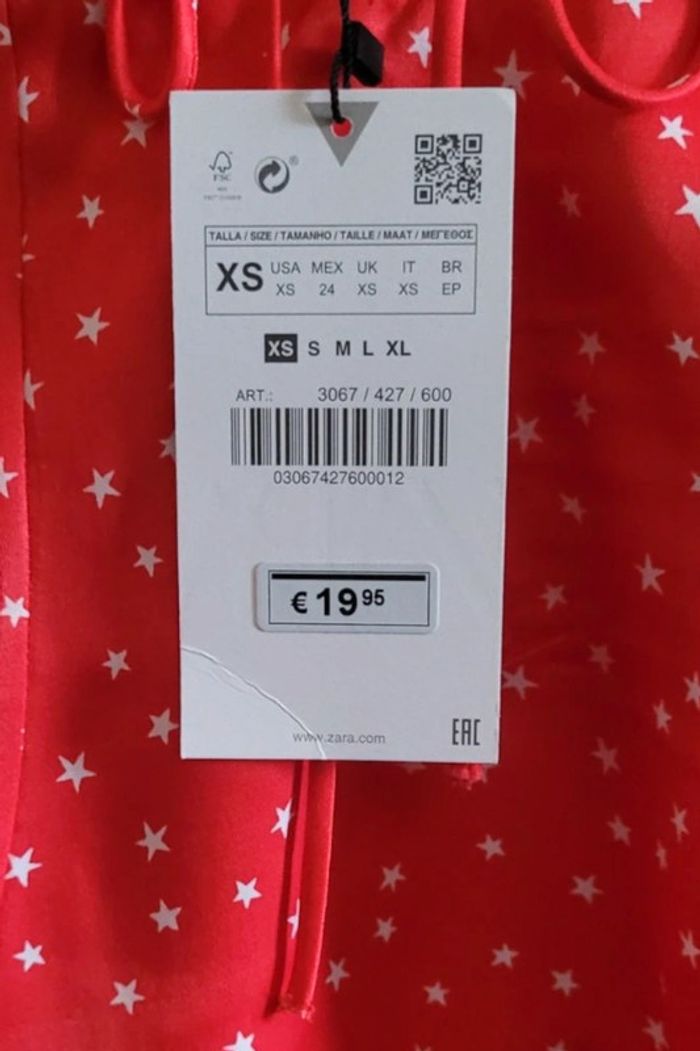 FSC
®
TALLA / SIZE / TAMANHO / TAILLE / MAAT / ΜΕΓΕΘΟΣ
XS USA MEX UK IT BR
XS 24 XS XS EP
XS S M L XL
ART.: 3067 / 427 / 600
03067427600012
€ 19 95
www.zara.com
EAC